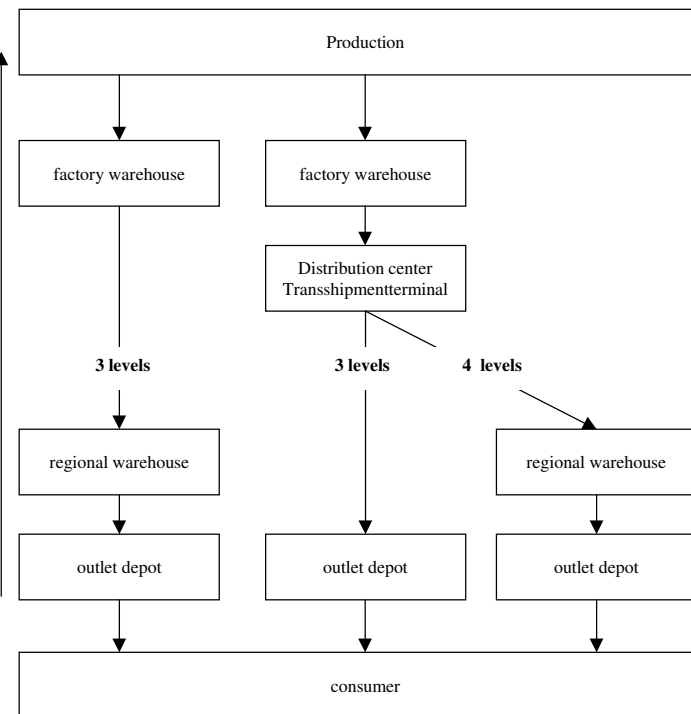 Production
factory warehouse
factory warehouse
Distribution center
Transshipmentterminal
3 levels
3 levels
4 levels
regional warehouse
regional warehouse
outlet depot
outlet depot
outlet depot
consumer